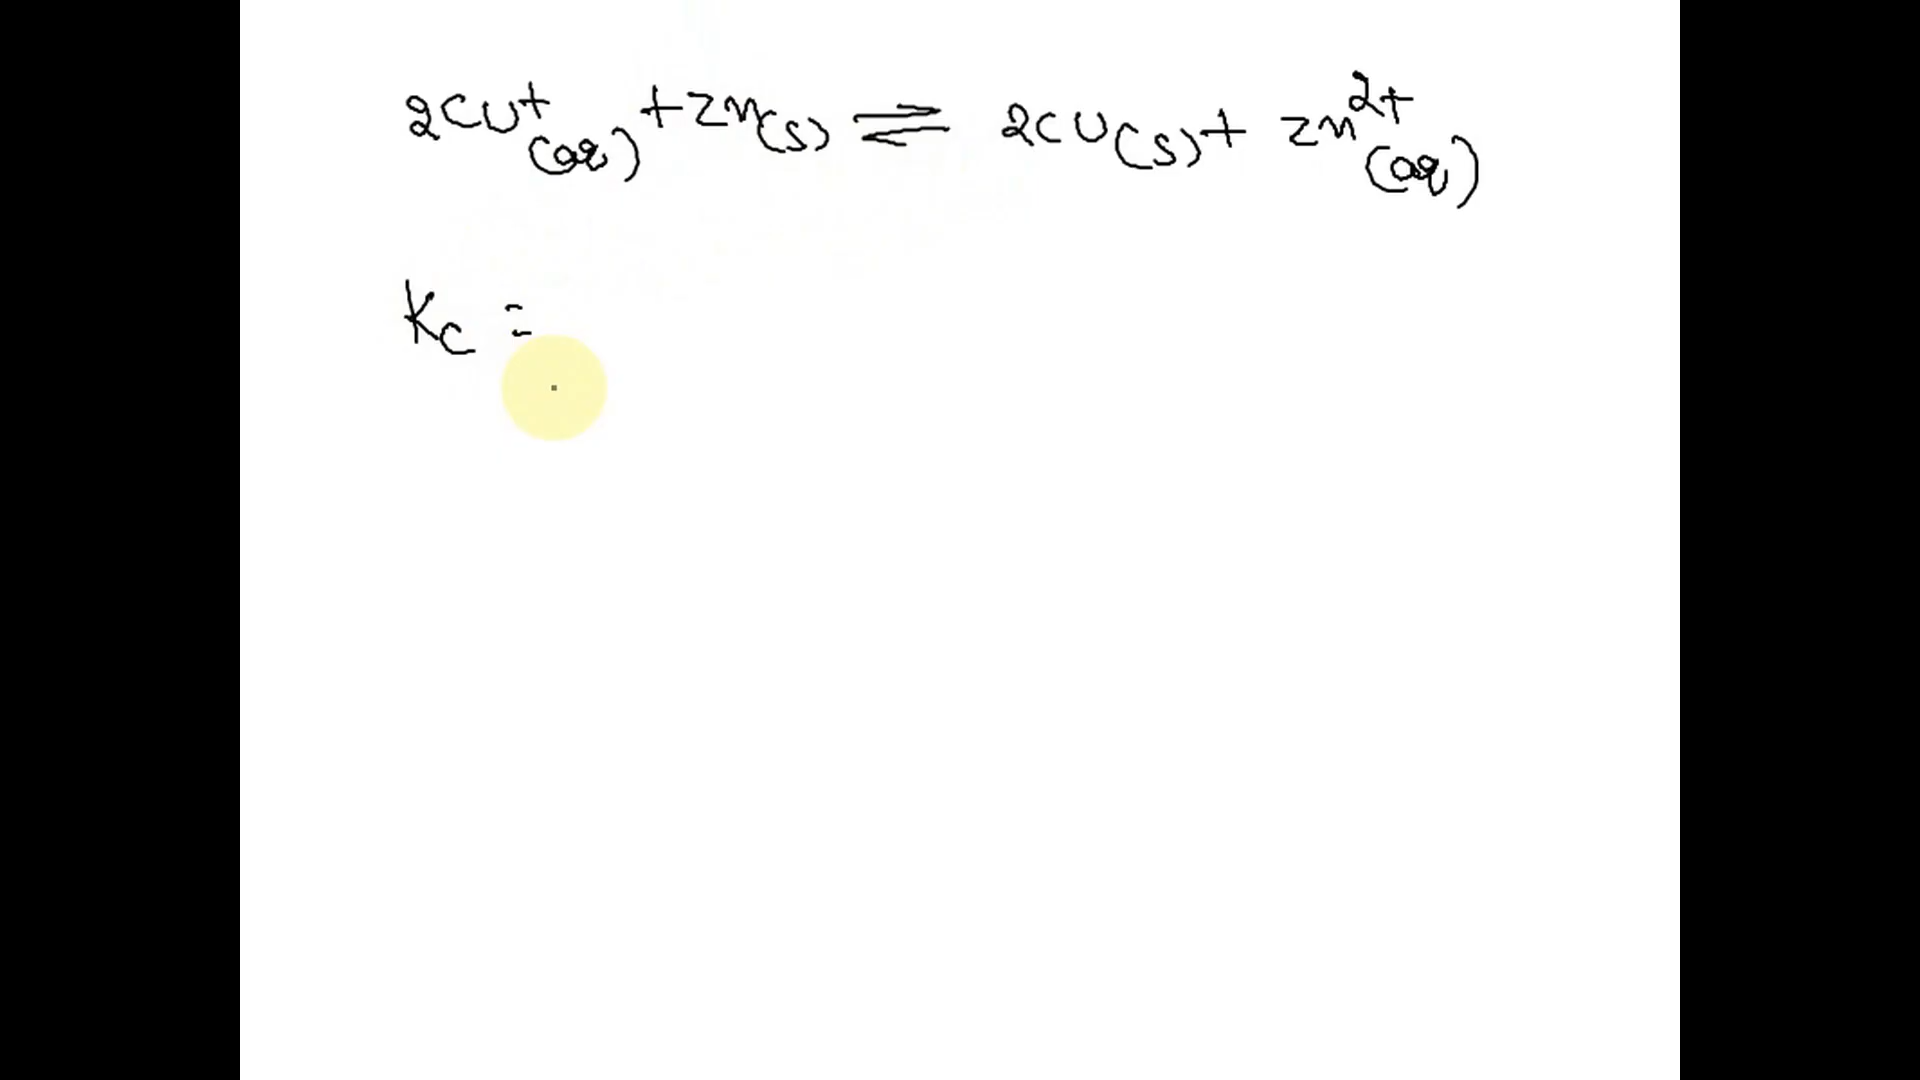 2Cu⁺(aq) + Zn(s) ⇌ 2Cu(s) + Zn²⁺(aq)
Kc =